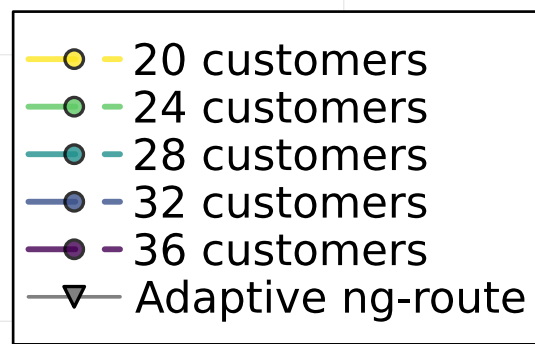 20 customers
24 customers
28 customers
32 customers
36 customers
Adaptive ng-route